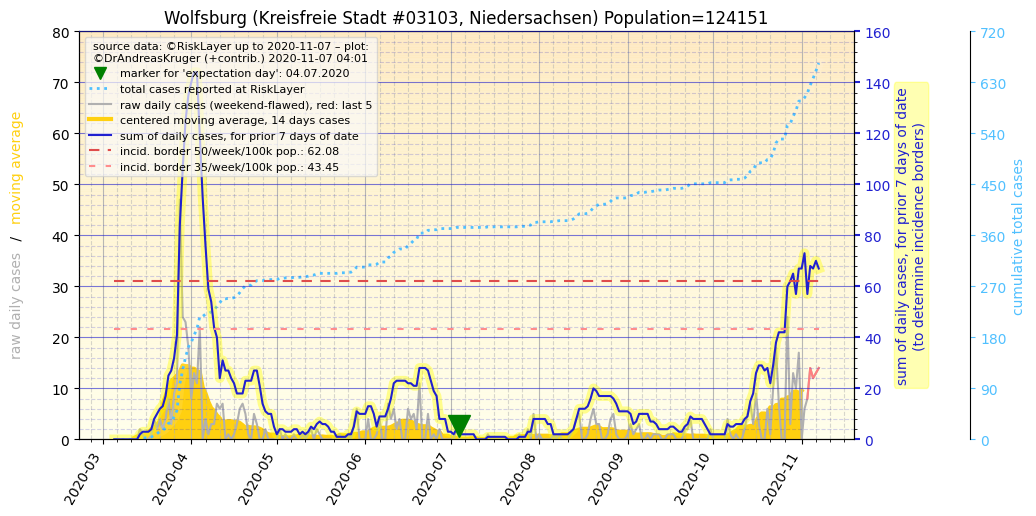 Wolfsburg (Kreisfreie Stadt #03103, Niedersachsen) Population=124151
source data: ©RiskLayer up to 2020-11-07 – plot:
©DrAndreasKruger (+contrib.) 2020-11-07 04:01
marker for 'expectation day': 04.07.2020
total cases reported at RiskLayer
raw daily cases (weekend-flawed), red: last 5
centered moving average, 14 days cases
sum of daily cases, for prior 7 days of date
incid. border 50/week/100k pop.: 62.08
incid. border 35/week/100k pop.: 43.45
raw daily cases / moving average
80
70
60
50
40
30
20
10
0
160
140
120
100
80
60
40
20
0
sum of daily cases, for prior 7 days of date
(to determine incidence borders)
720
630
540
450
360
270
180
90
0
cumulative total cases
2020-03
2020-04
2020-05
2020-06
2020-07
2020-08
2020-09
2020-10
2020-11